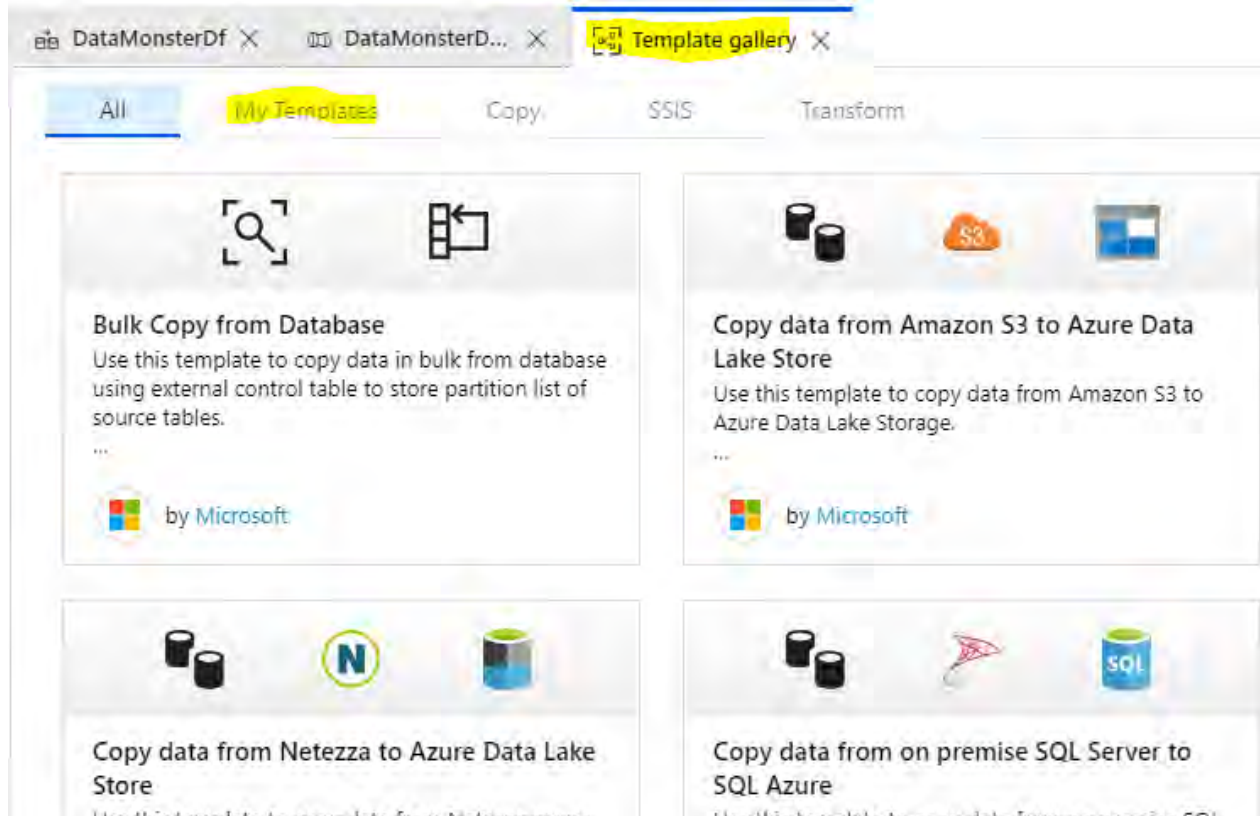 DataMonsterDf
DataMonsterD...
Template gallery
All
My Templates
Copy
SSIS
Transform
S3
Bulk Copy from Database
Use this template to copy data in bulk from database
using external control table to store partition list of
source tables.
...
by Microsoft
Copy data from Amazon S3 to Azure Data
Lake Store
Use this template to copy data from Amazon S3 to
Azure Data Lake Storage.
...
by Microsoft
N
Copy data from Netezza to Azure Data Lake
Store
SQL
Copy data from on premise SQL Server to
SQL Azure